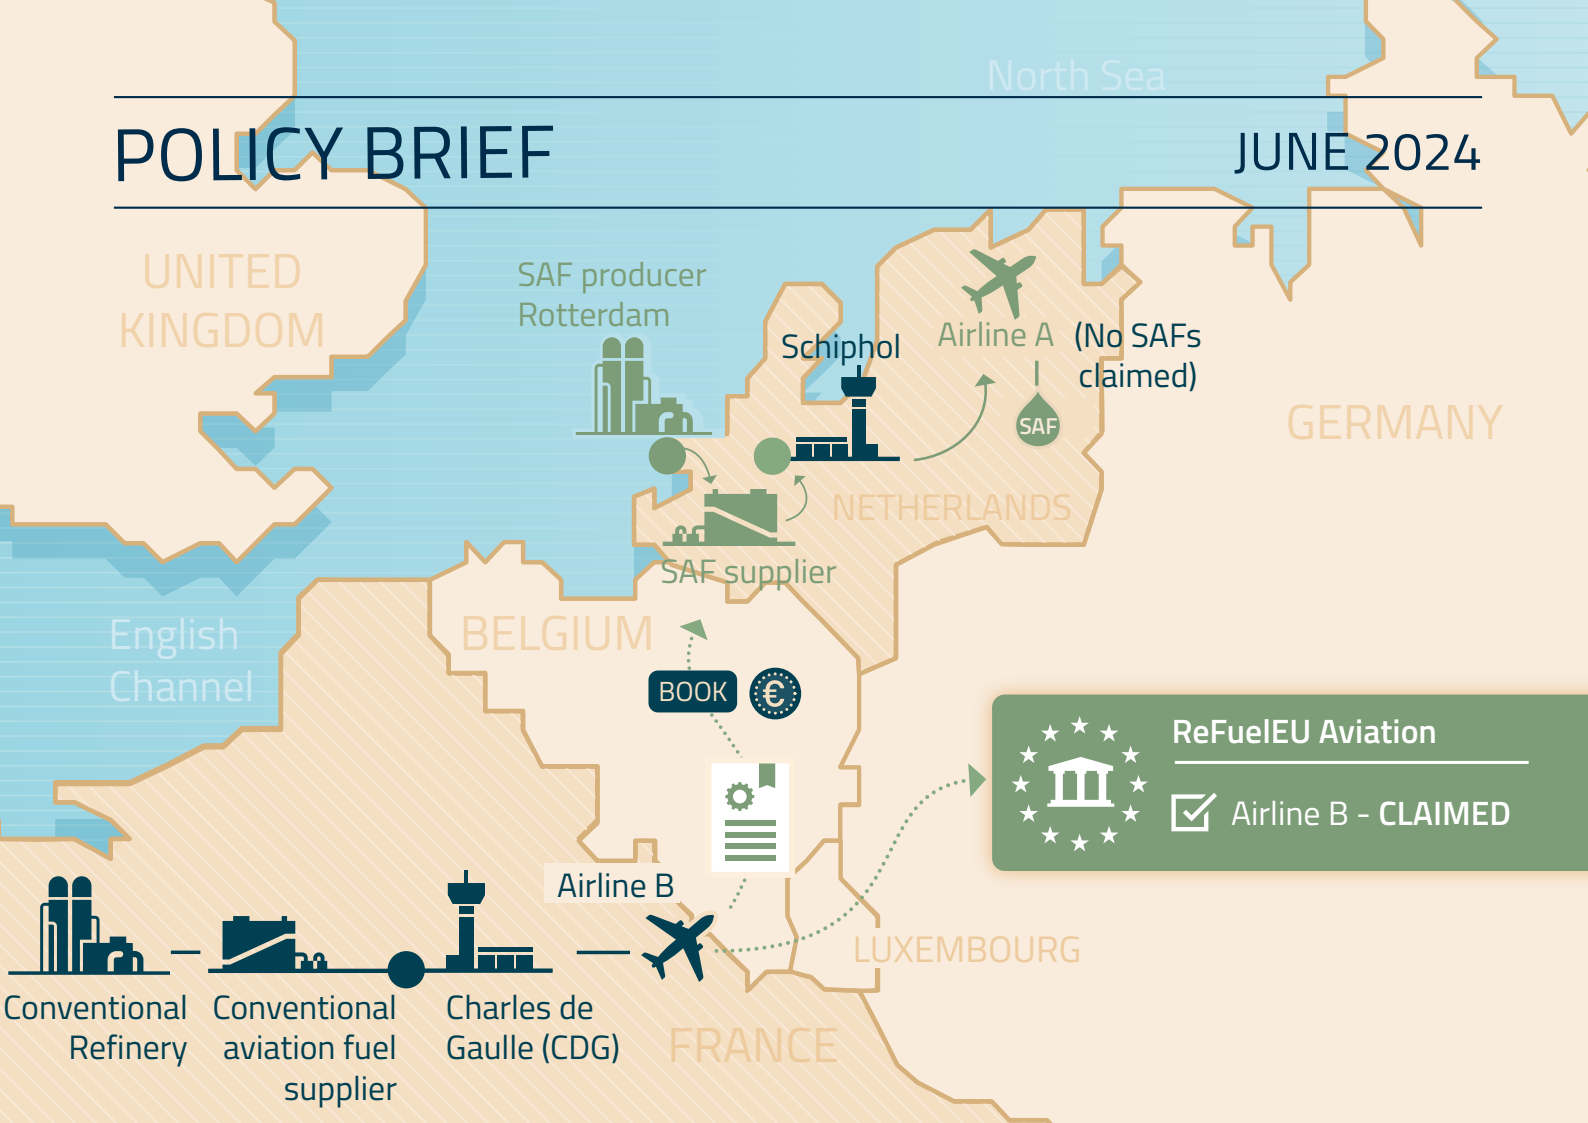 North Sea
POLICY BRIEF
JUNE 2024
UNITED
KINGDOM
SAF producer
Rotterdam
Schiphol
Airline A
(No SAFs
claimed)
SAF
GERMANY
NETHERLANDS
SAF supplier
English
Channel
BELGIUM
BOOK
€
ReFuelEU Aviation
Airline B - CLAIMED
Airline B
LUXEMBOURG
Conventional
Refinery
Conventional
aviation fuel
supplier
Charles de
Gaulle (CDG)
FRANCE